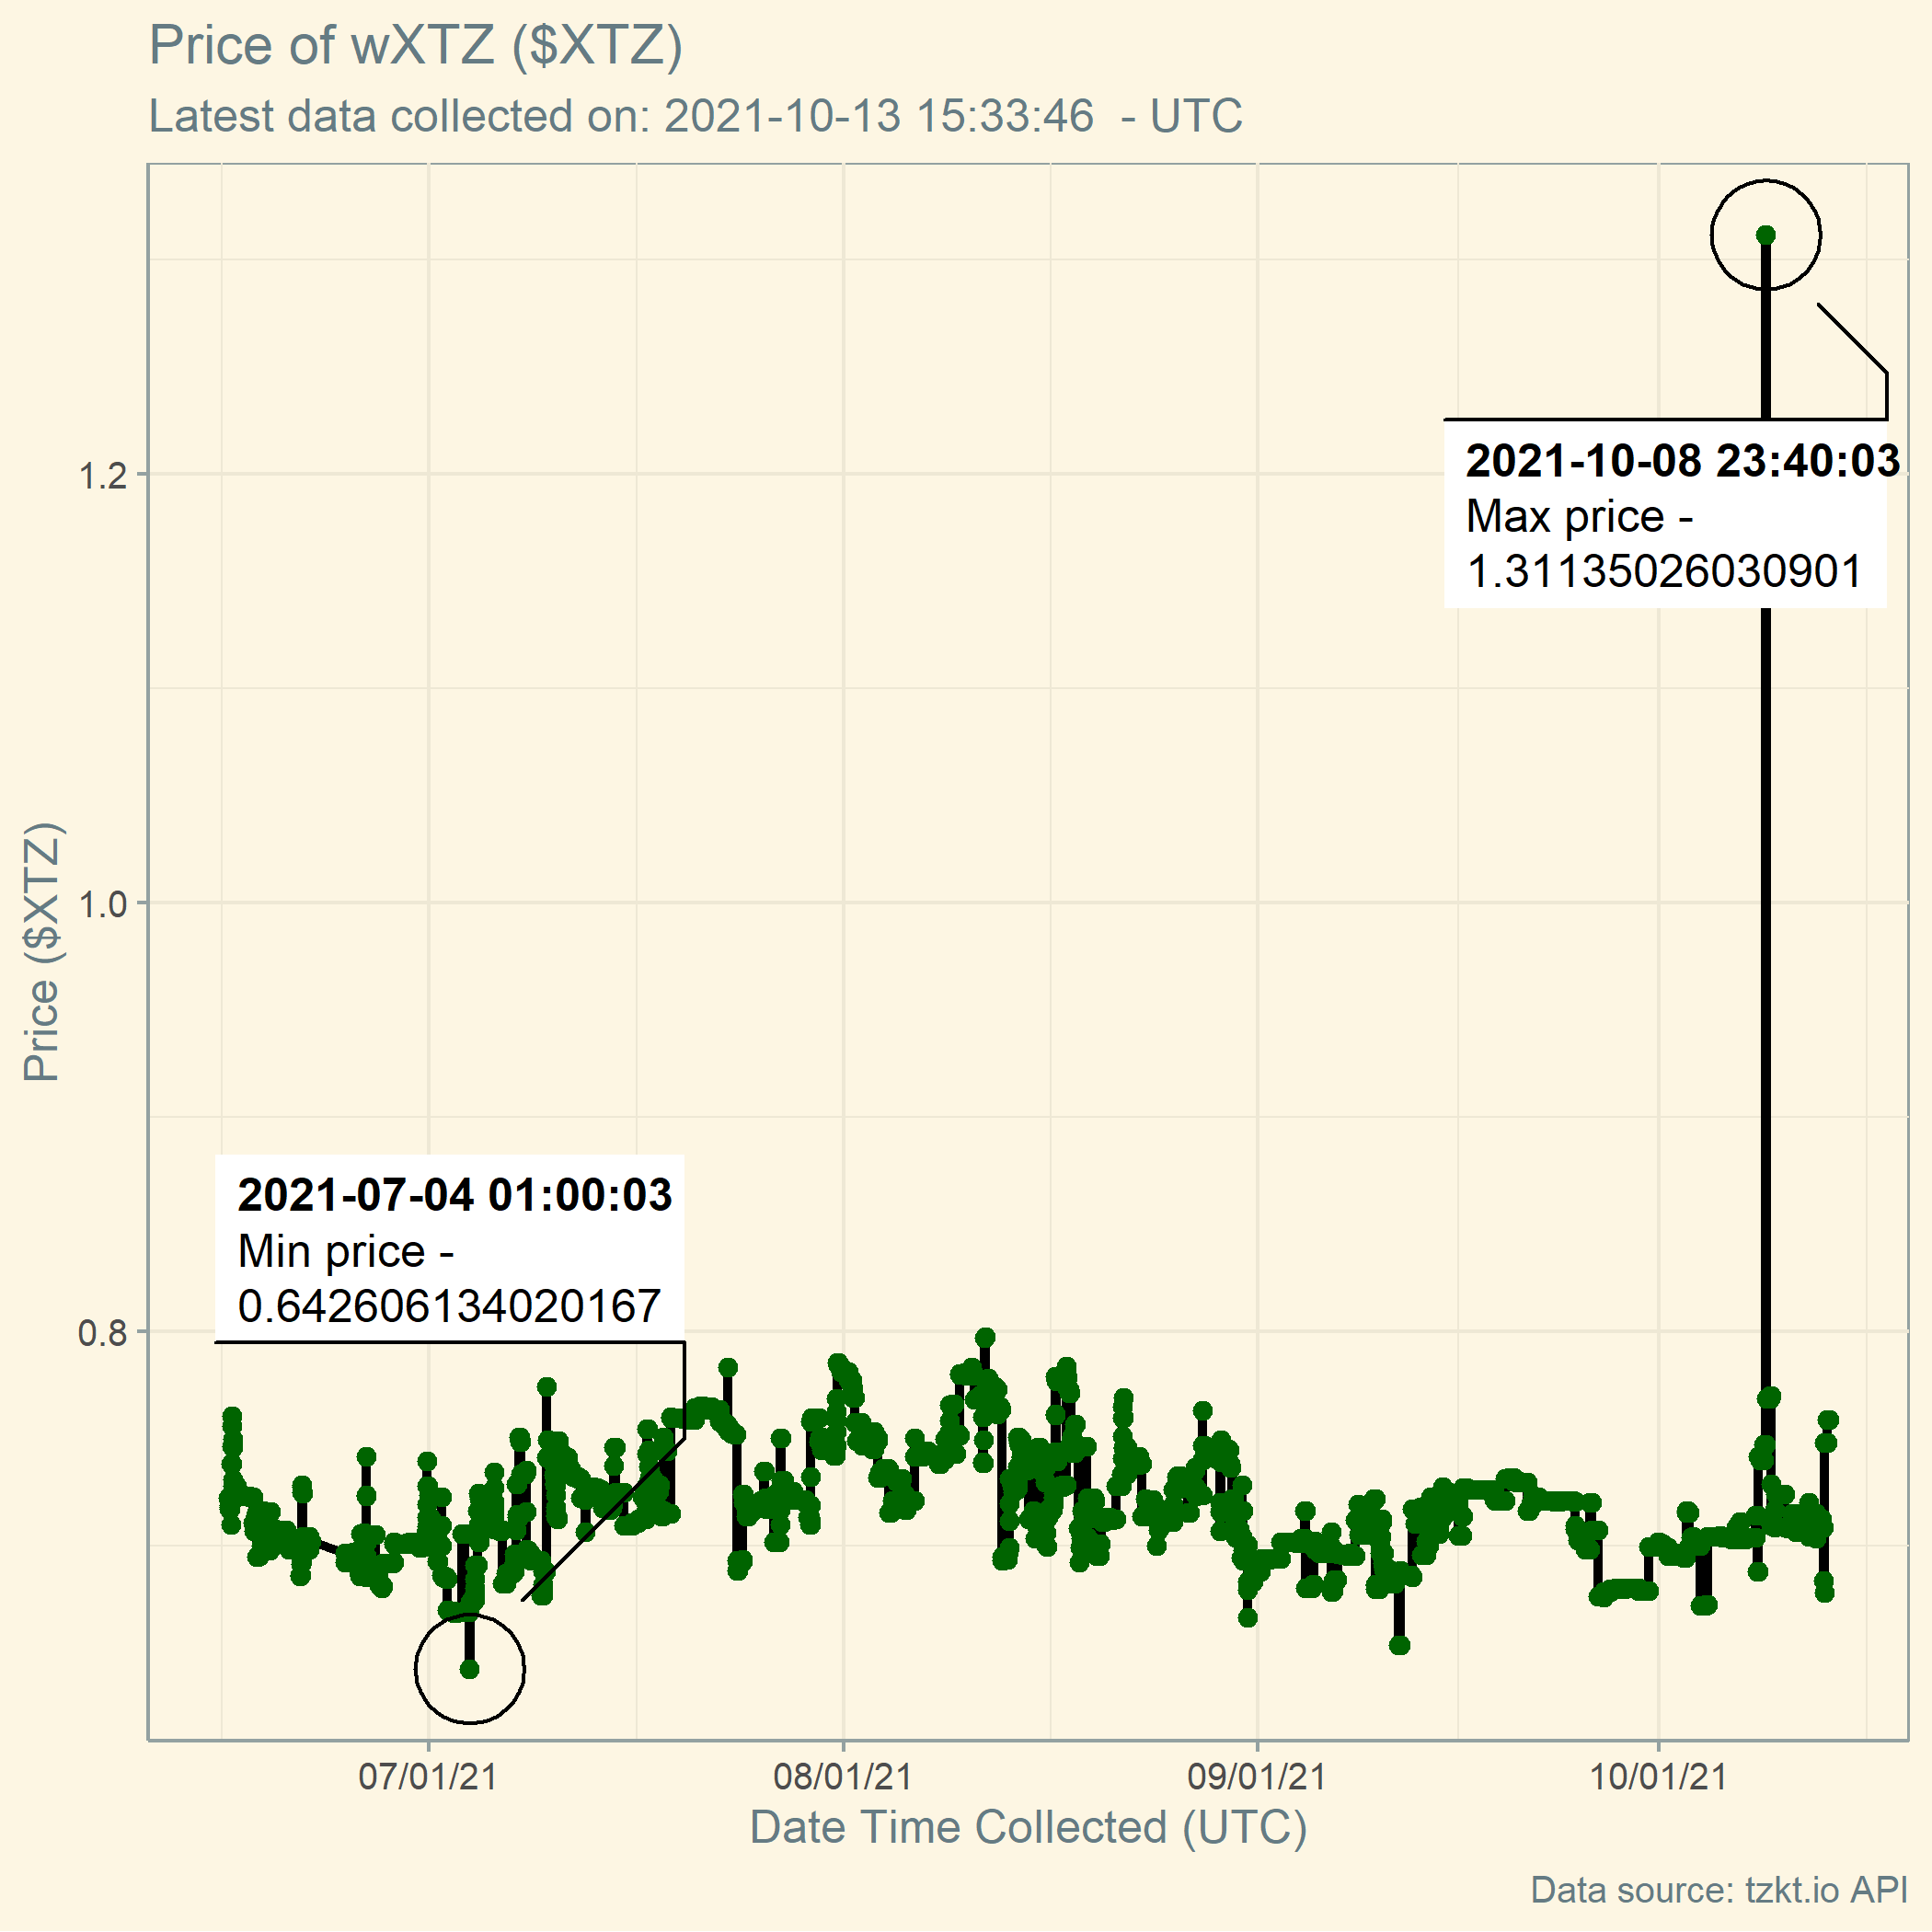 Price of wXTZ ($XTZ)
Latest data collected on: 2021-10-13 15:33:46  - UTC
2021-10-08 23:40:03
Max price -
1.31135026030901
2021-07-04 01:00:03
Min price -
0.642606134020167
1.2
1.0
0.8
Price ($XTZ)
07/01/21
08/01/21
09/01/21
10/01/21
Date Time Collected (UTC)
Data source: tzkt.io API